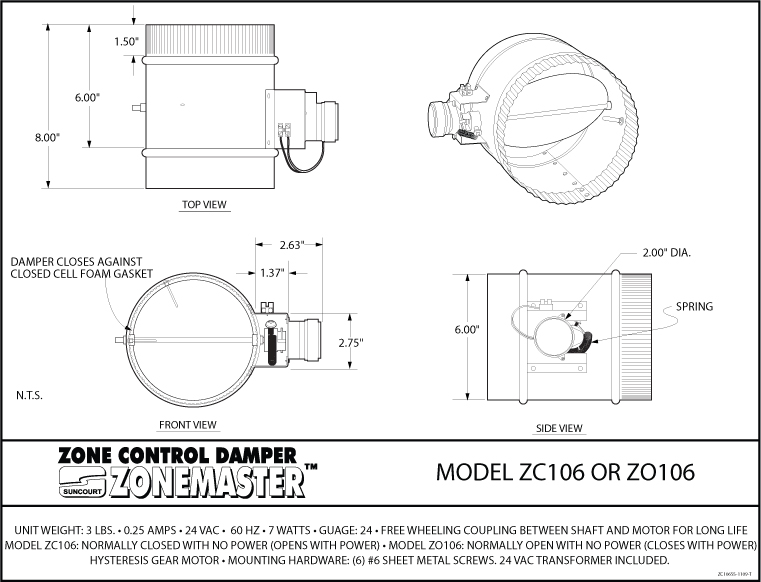 1.50"
6.00"
8.00"
TOP VIEW
2.63"
1.37"
DAMPER CLOSES AGAINST
CLOSED CELL FOAM GASKET
2.75"
N.T.S.
FRONT VIEW
2.00" DIA.
SPRING
6.00"
SIDE VIEW
ZONE CONTROL DAMPER
SUNCOURT ZONEMASTER™
MODEL ZC106 OR ZO106
UNIT WEIGHT: 3 LBS. • 0.25 AMPS • 24 VAC • 60 HZ • 7 WATTS • GUAGE: 24 • FREE WHEELING COUPLING BETWEEN SHAFT AND MOTOR FOR LONG LIFE
MODEL ZC106: NORMALLY CLOSED WITH NO POWER (OPENS WITH POWER) • MODEL ZO106: NORMALLY OPEN WITH NO POWER (CLOSES WITH POWER)
HYSTERESIS GEAR MOTOR • MOUNTING HARDWARE: (6) #6 SHEET METAL SCREWS. 24 VAC TRANSFORMER INCLUDED.